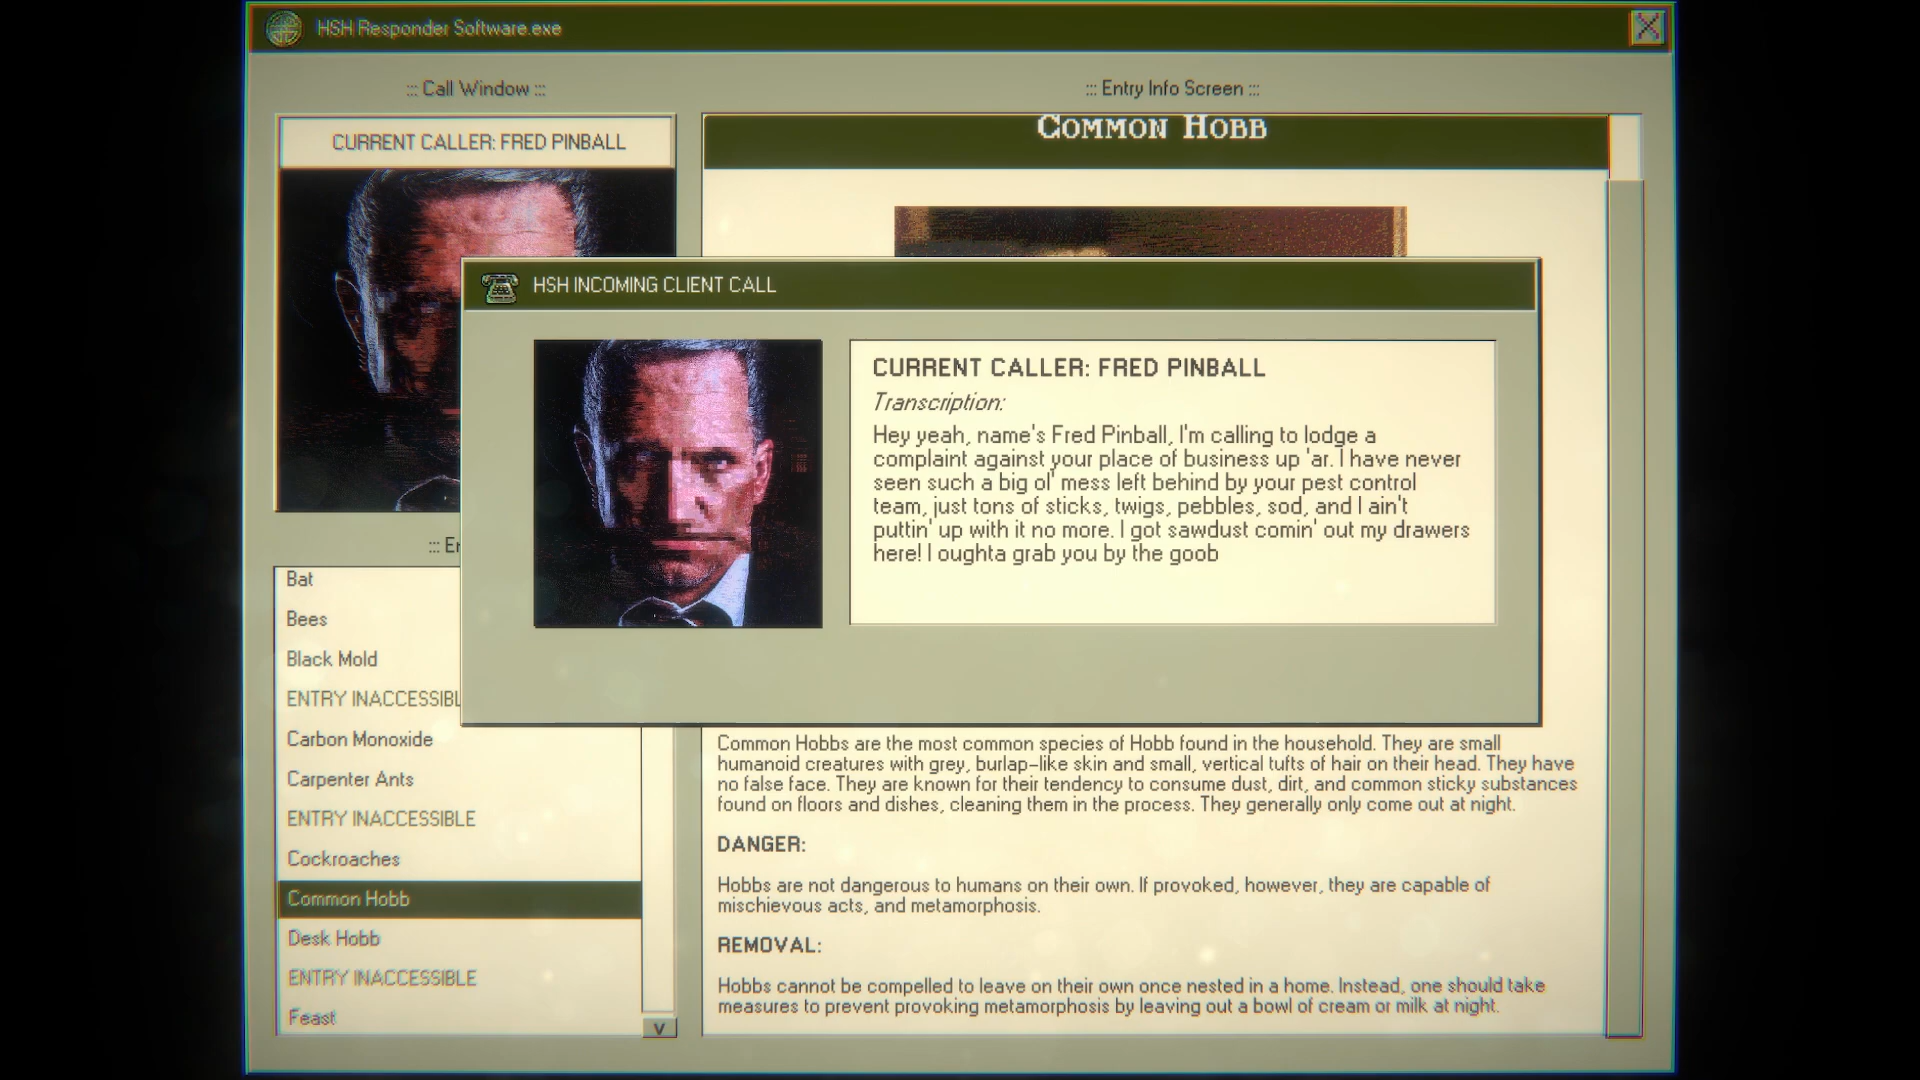 HSH Responder Software.exe
::: Call Window :::
::: Entry Info Screen :::
CURRENT CALLER: FRED PINBALL
COMMON HOBB
HSH INCOMING CLIENT CALL
CURRENT CALLER: FRED PINBALL
Transcription:
Hey yeah, name's Fred Pinball, I'm calling to lodge a
complaint against your place of business up 'ar. I have never
seen such a big ol' mess left behind by your pest control
team, just tons of sticks, twigs, pebbles, sod, and I ain't
puttin' up with it no more. I got sawdust comin' out my drawers
here! I oughta grab you by the goob
Bat
Bees
Black Mold
ENTRY INACCESSIBL
Carbon Monoxide
Carpenter Ants
ENTRY INACCESSIBLE
Cockroaches
Common Hobb
Desk Hobb
ENTRY INACCESSIBLE
Feast
V
Common Hobbs are the most common species of Hobb found in the household. They are small
humanoid creatures with grey, burlap-like skin and small, vertical tufts of hair on their head. They have
no false face. They are known for their tendency to consume dust, dirt, and common sticky substances
found on floors and dishes, cleaning them in the process. They generally only come out at night.
DANGER:
Hobbs are not dangerous to humans on their own. If provoked, however, they are capable of
mischievous acts, and metamorphosis.
REMOVAL:
Hobbs cannot be compelled to leave on their own once nested in a home. Instead, one should take
measures to prevent provoking metamorphosis by leaving out a bowl of cream or milk at night.